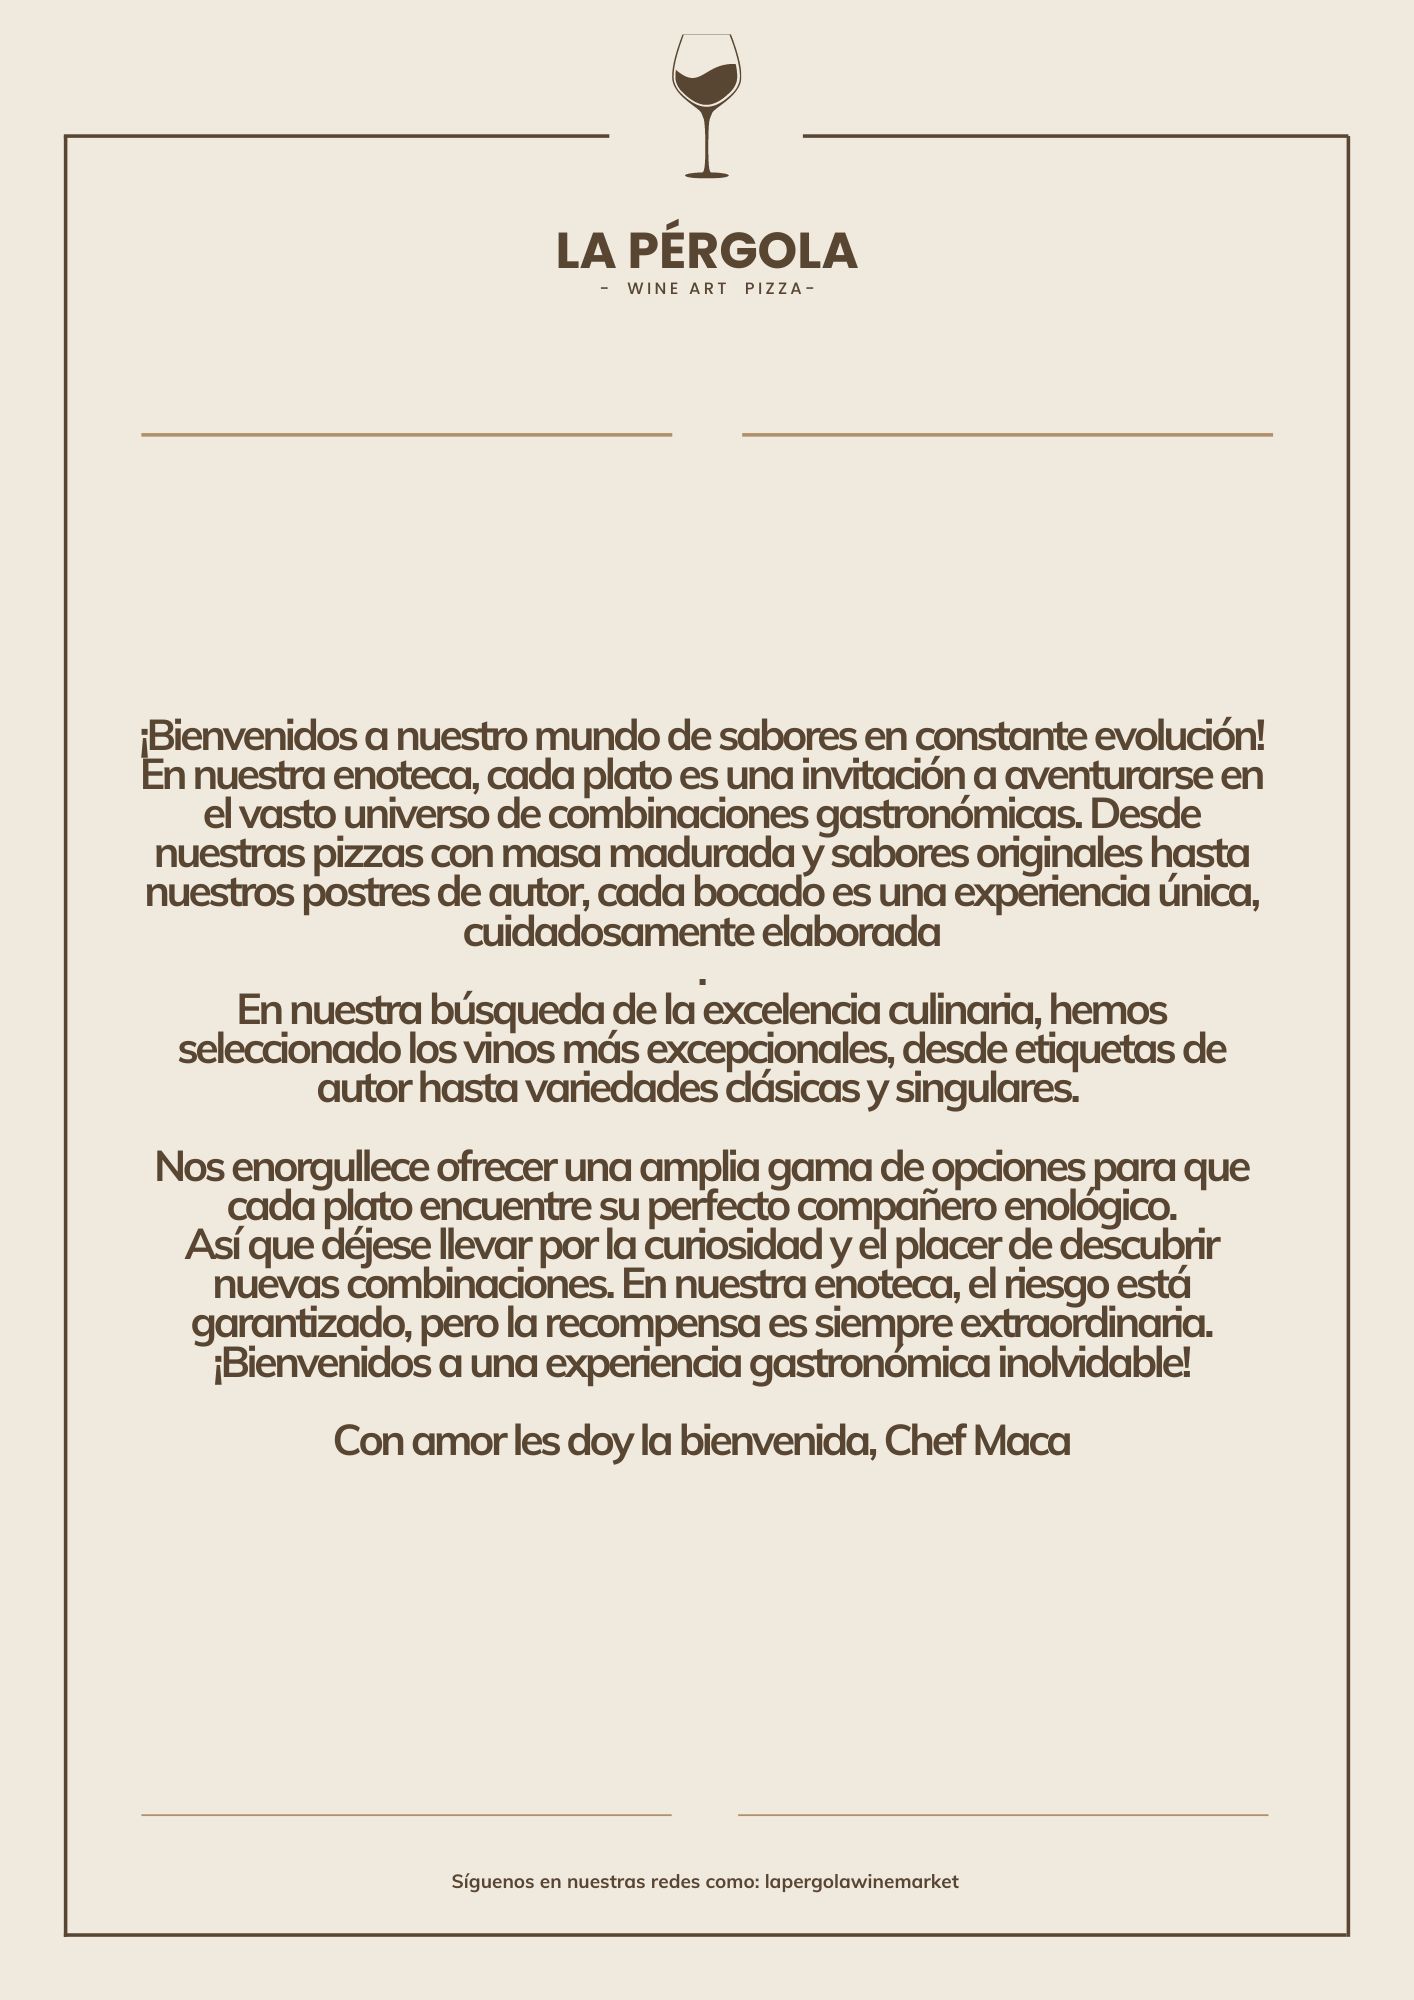 LA PÉRGOLA
- WINE ART PIZZA-
¡Bienvenidos a nuestro mundo de sabores en constante evolución!
En nuestra enoteca, cada plato es una invitación a aventurarse en
el vasto universo de combinaciones gastronómicas. Desde
nuestras pizzas con masa madurada y sabores originales hasta
nuestros postres de autor, cada bocado es una experiencia única,
cuidadosamente elaborada
.
En nuestra búsqueda de la excelencia culinaria, hemos
seleccionado los vinos más excepcionales, desde etiquetas de
autor hasta variedades clásicas y singulares.
Nos enorgullece ofrecer una amplia gama de opciones para que
cada plato encuentre su perfecto compañero enológico.
Así que déjese llevar por la curiosidad y el placer de descubrir
nuevas combinaciones. En nuestra enoteca, el riesgo está
garantizado, pero la recompensa es siempre extraordinaria.
¡Bienvenidos a una experiencia gastronómica inolvidable!
Con amor les doy la bienvenida, Chef Maca
Síguenos en nuestras redes como: lapergolawinemarket